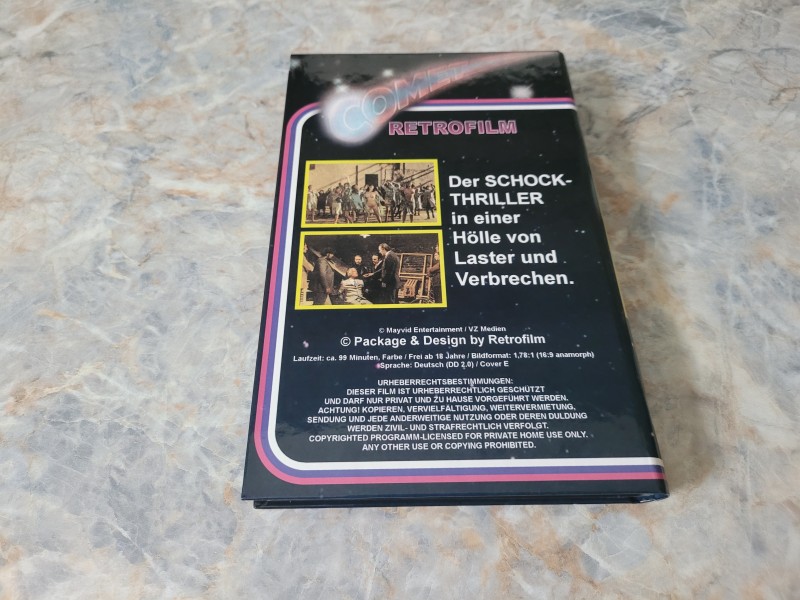 COMET
RETROFILM
Der SCHOCK-
THRILLER
in einer
Hölle von
Laster und
Verbrechen.
© Mayvid Entertainment / VZ Medien
© Package & Design by Retrofilm
Laufzeit: ca. 99 Minuten, Farbe / Frei ab 18 Jahre / Bildformat: 1,78:1 (16:9 anamorph)
Sprache: Deutsch (DD 2.0) / Cover E
URHEBERRECHTSBESTIMMUNGEN:
DIESER FILM IST URHEBERRECHTLICH GESCHÜTZT
UND DARF NUR PRIVAT UND ZU HAUSE VORGEFÜHRT WERDEN.
ACHTUNG! KOPIEREN, VERVIELFÄLTIGUNG, WEITERVERMIETUNG,
SENDUNG UND JEDE ANDERWEITIGE NUTZUNG ODER DEREN DULDUNG
WERDEN ZIVIL- UND STRAFRECHTLICH VERFOLGT.
COPYRIGHTED PROGRAMM-LICENSED FOR PRIVATE HOME USE ONLY.
ANY OTHER USE OR COPYING PROHIBITED.